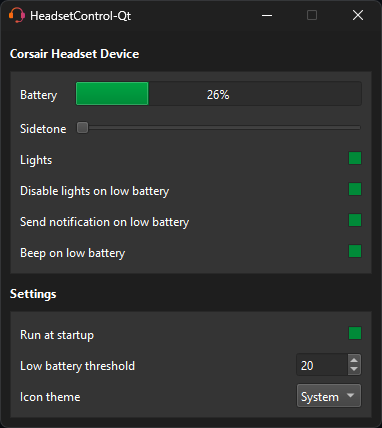 HeadsetControl-Qt
Corsair Headset Device
Battery 26%
Sidetone
Lights
Disable lights on low battery
Send notification on low battery
Beep on low battery
Settings
Run at startup
Low battery threshold 20
Icon theme System